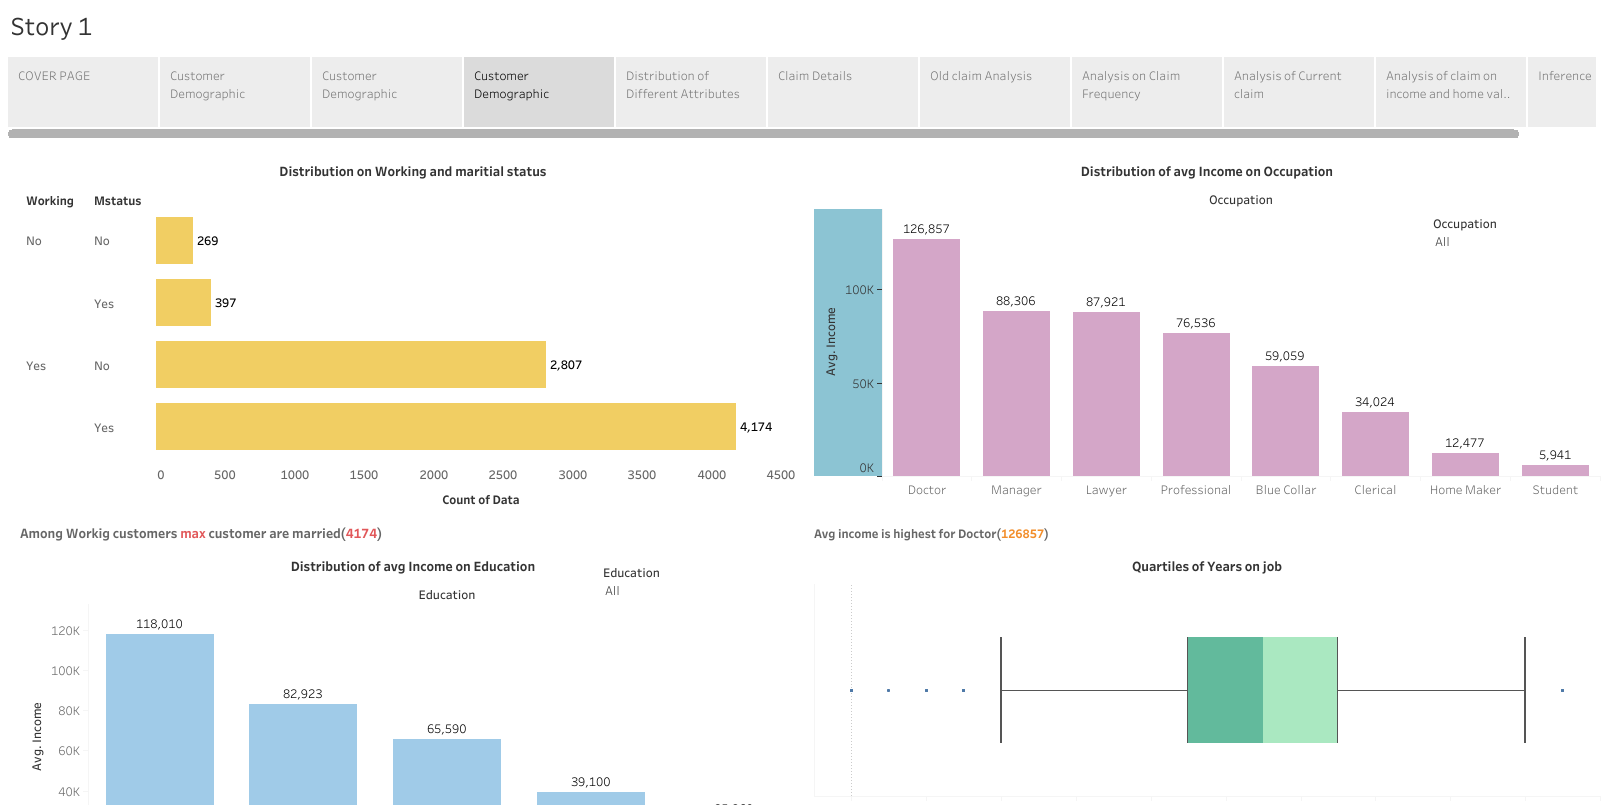 Story 1
COVER PAGE
Customer
Demographic
Customer
Demographic
Customer
Demographic
Distribution of
Different Attributes
Claim Details
Old claim Analysis
Analysis on Claim
Frequency
Analysis of Current
claim
Analysis of claim on
income and home val..
Inference
Distribution on Working and maritial status
Working Mstatus
No No 269
Yes 397
Yes No 2,807
Yes 4,174
0 500 1000 1500 2000 2500 3000 3500 4000 4500
Count of Data
Among Workig customers max customer are married(4174)
Distribution of avg Income on Occupation
Occupation
Occupation
All
Avg. Income
100K
50K
0K
126,857 88,306 87,921 76,536 59,059 34,024 12,477 5,941
Doctor Manager Lawyer Professional Blue Collar Clerical Home Maker Student
Avg income is highest for Doctor(126857)
Distribution of avg Income on Education
Education
Education
All
Avg. Income
120K
100K
80K
60K
40K
118,010 82,923 65,590 39,100
Quartiles of Years on job